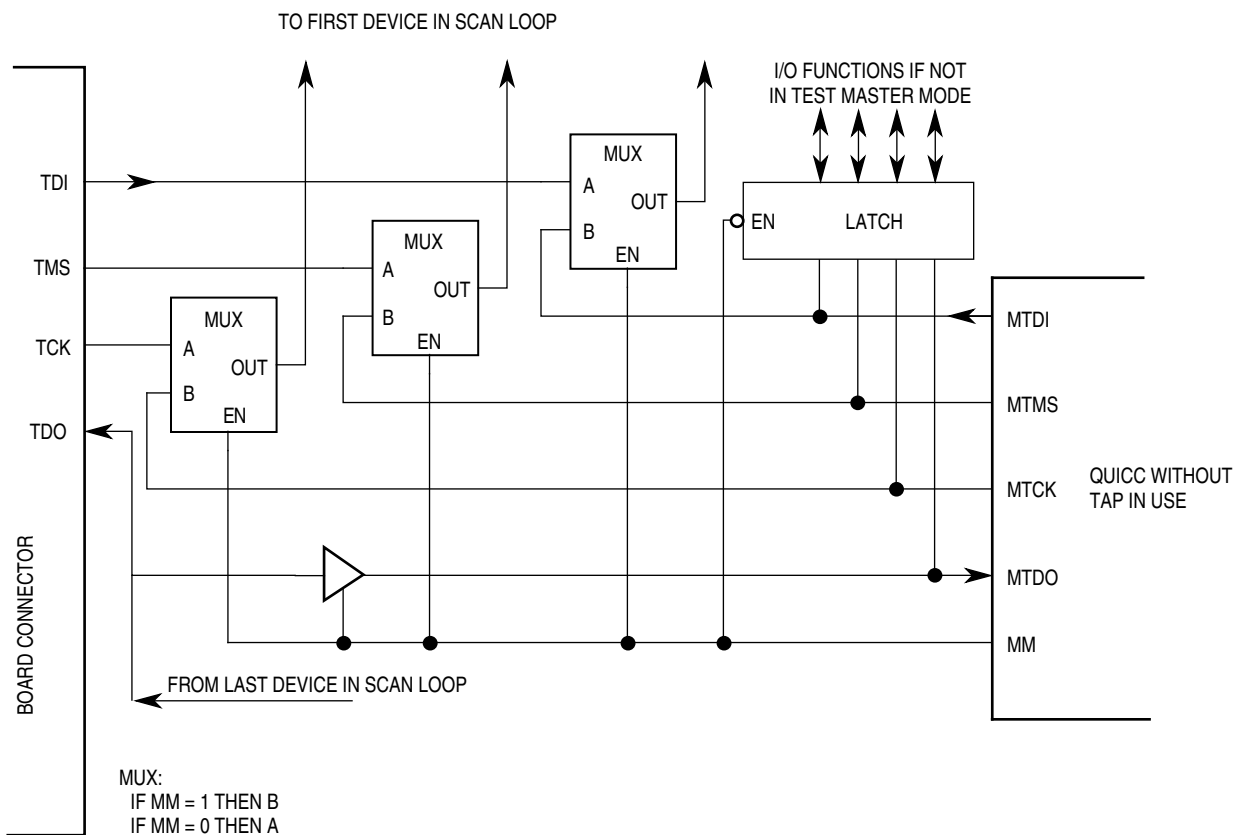 TO FIRST DEVICE IN SCAN LOOP
I/O FUNCTIONS IF NOT
IN TEST MASTER MODE
TDI
MUX
A
OUT
B
EN
EN
LATCH
TMS
MUX
A
OUT
B
EN
TCK
MUX
A
OUT
B
EN
TDO
MTDI
MTMS
MTCK
QUICC WITHOUT
TAP IN USE
MTDO
MM
BOARD CONNECTOR
FROM LAST DEVICE IN SCAN LOOP
MUX:
IF MM = 1 THEN B
IF MM = 0 THEN A